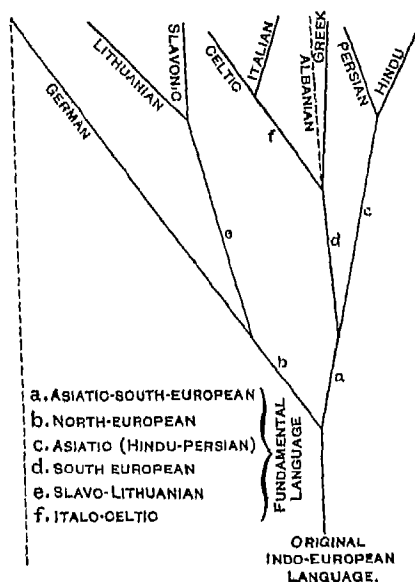 GERMAN
LITHUANIAN
SLAVONIC
CELTIC
ITALIAN
ALBANIAN
GREEK
PERSIAN
HINDU
f
e
d
c
b
a
a. ASIATIC-SOUTH-EUROPEAN
b. NORTH-EUROPEAN
c. ASIATIC (HINDU-PERSIAN)
d. SOUTH EUROPEAN
e. SLAVO-LITHUANIAN
f. ITALO-CELTIC
FUNDAMENTAL
LANGUAGE
ORIGINAL
INDO-EUROPEAN
LANGUAGE.